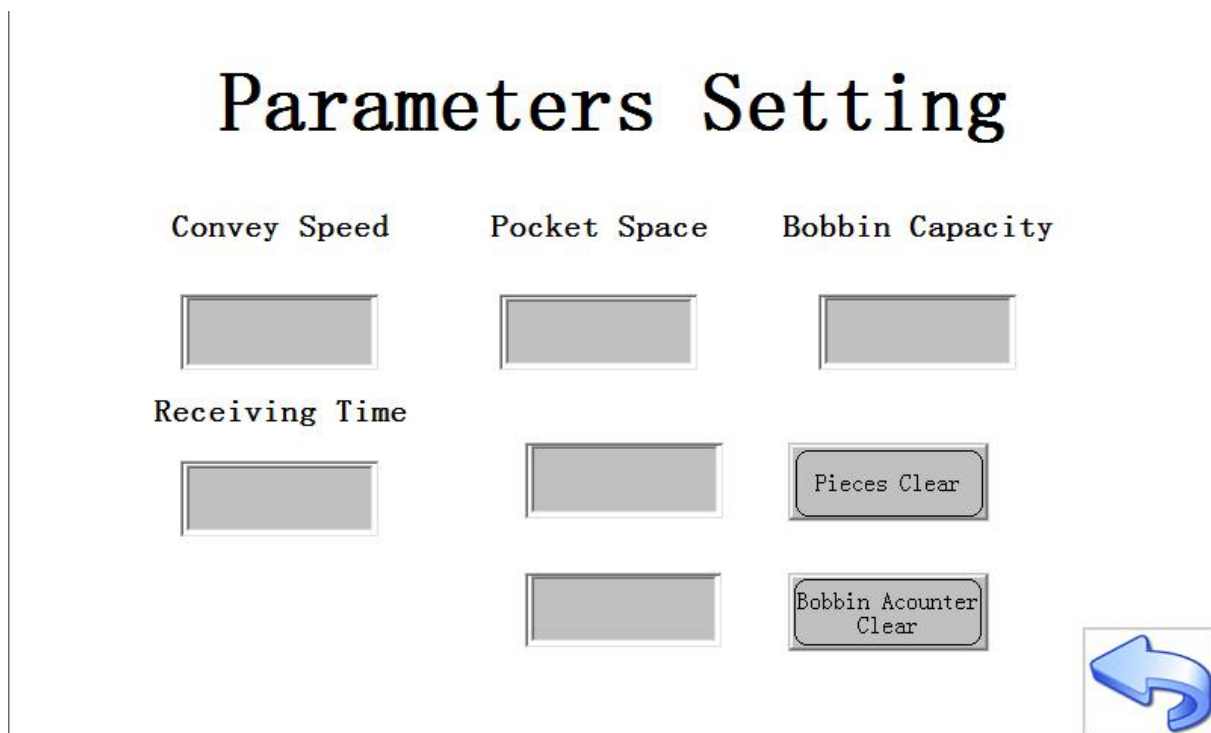 Parameters Setting
Convey Speed
Pocket Space
Bobbin Capacity
Receiving Time
Pieces Clear
Bobbin Acounter
Clear